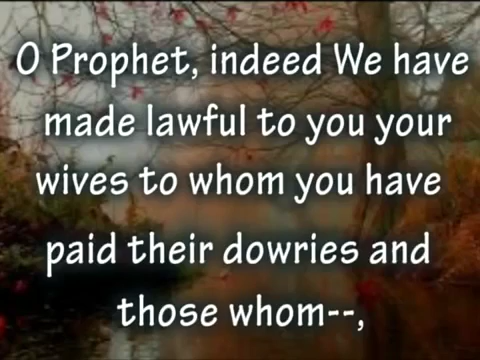 O Prophet, indeed We have
made lawful to you your
wives to whom you have
paid their dowries and
those whom--,